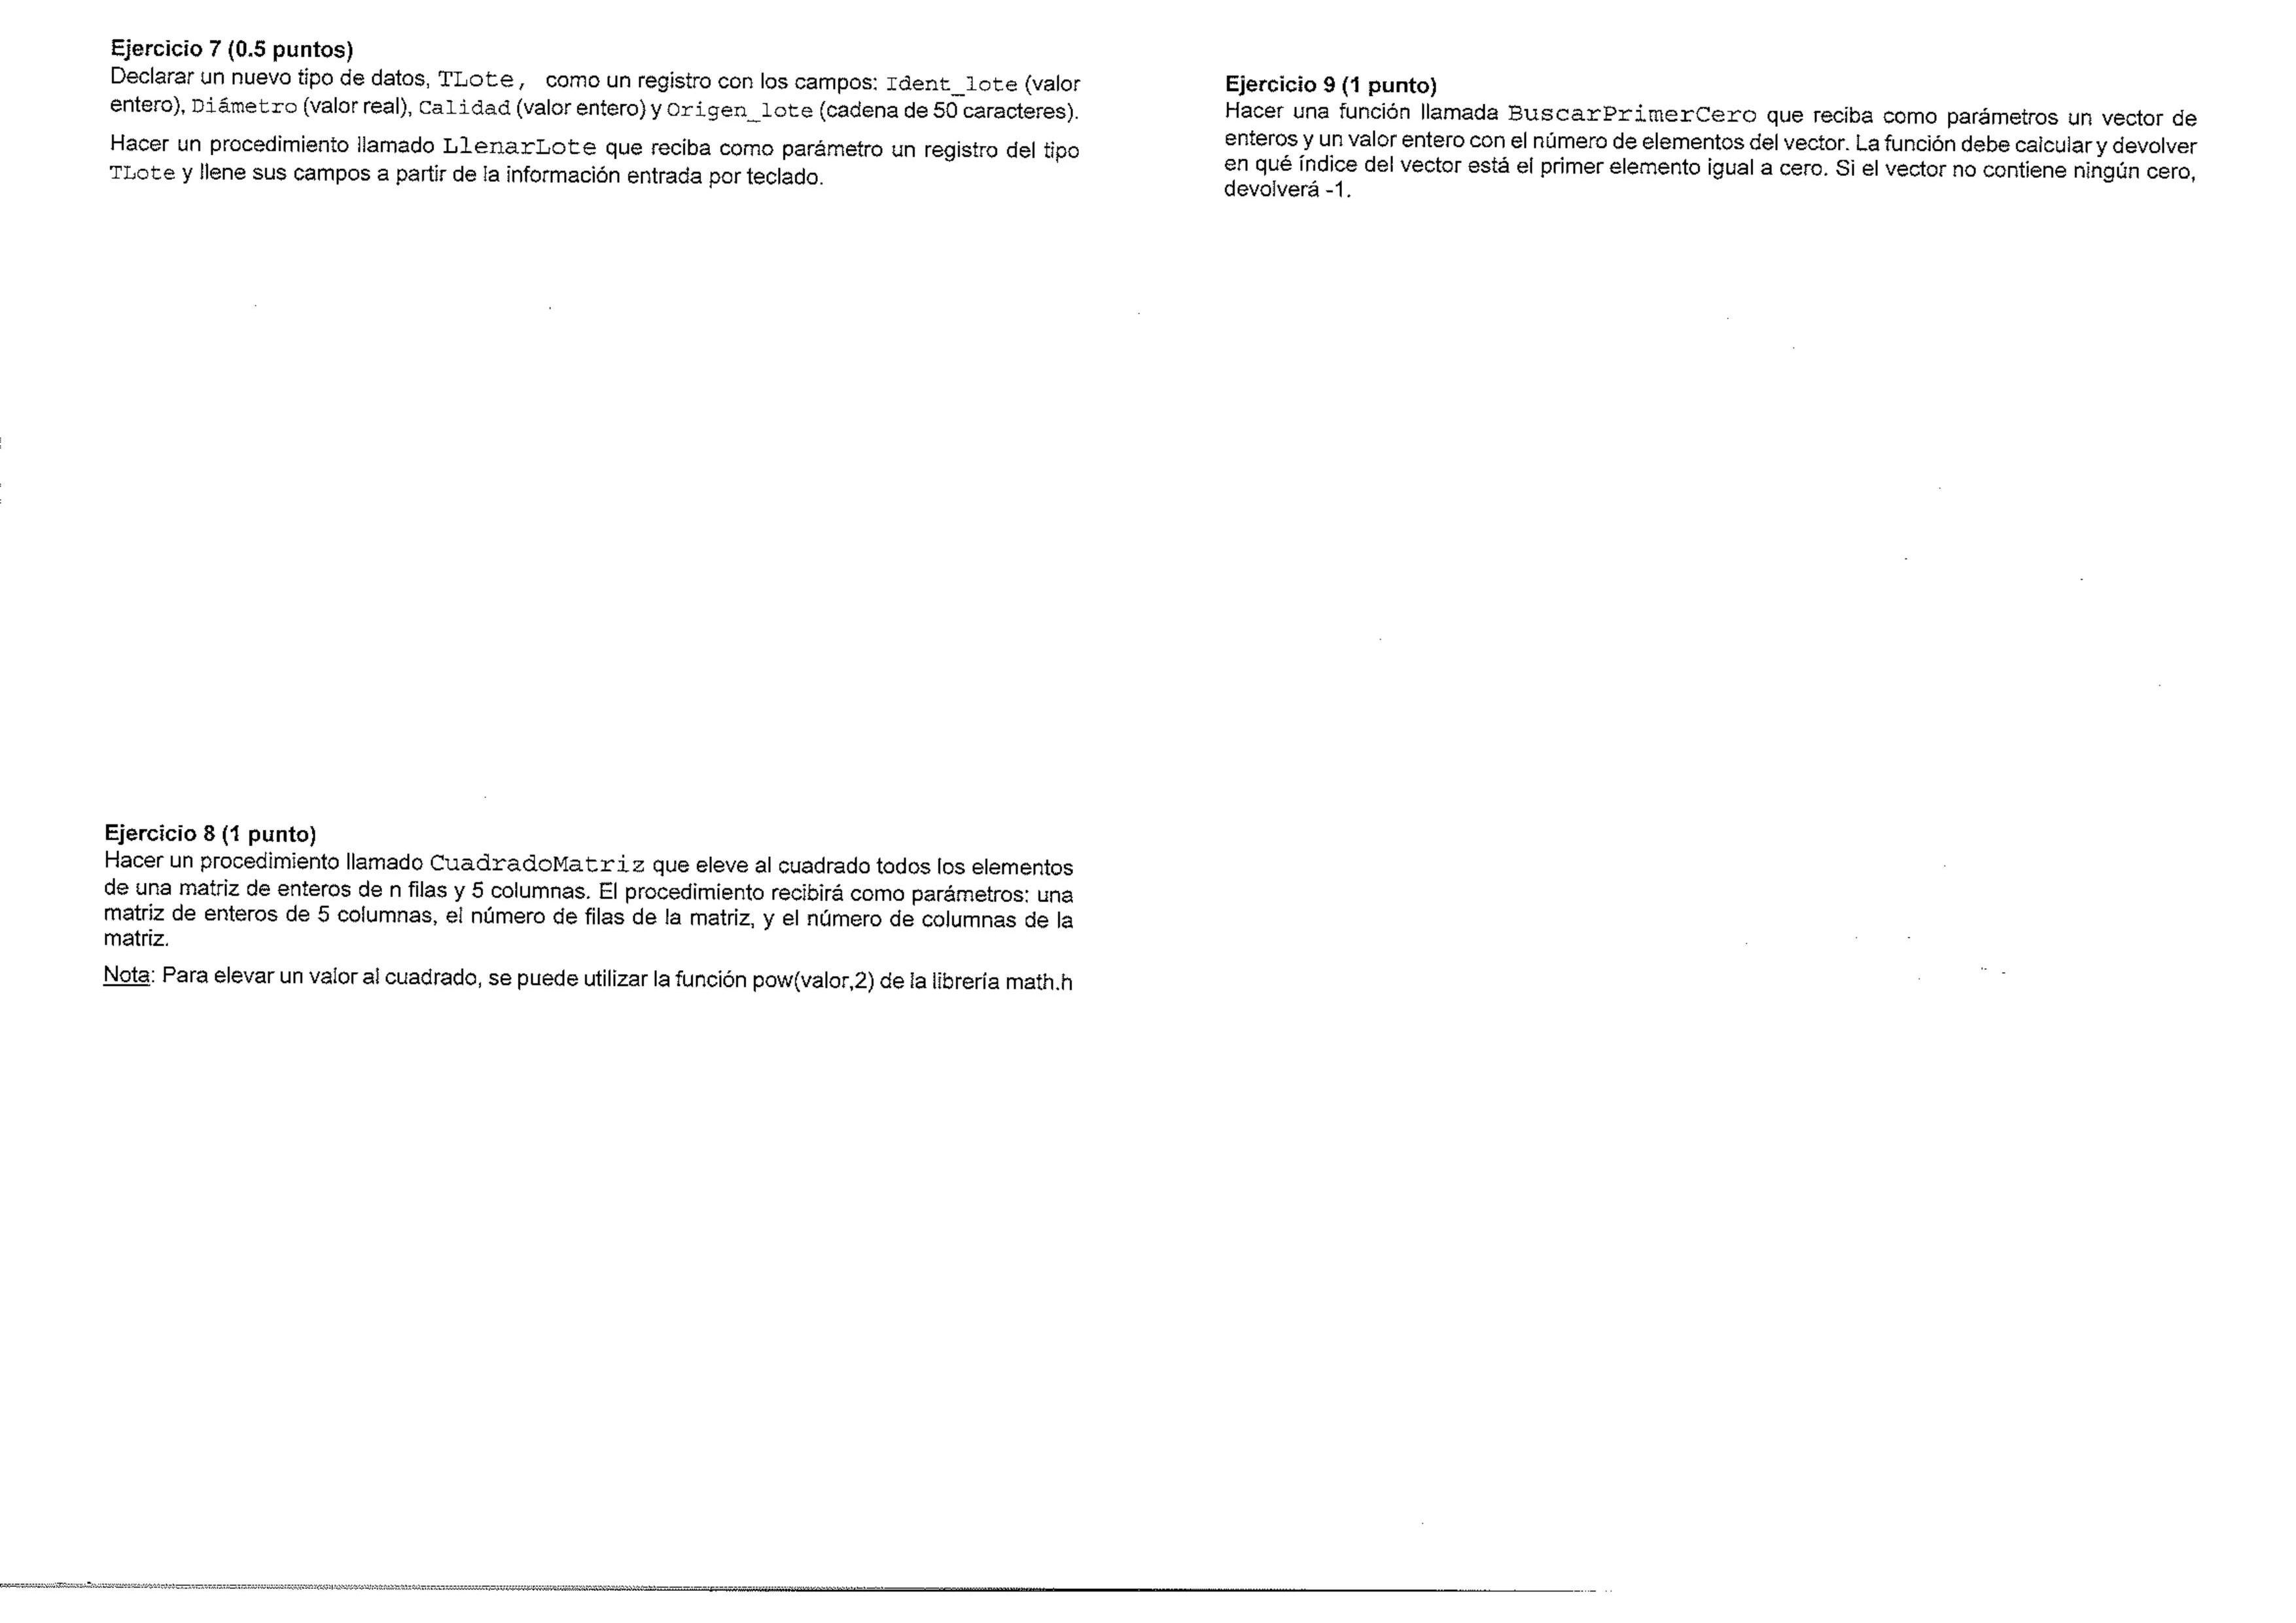 Ejercicio 7 (0.5 puntos)
Declarar un nuevo tipo de datos, TLote, como un registro con los campos: Ident_lote (valor
entero), Diámetro (valor real), Calidad (valor entero) y Origen_lote (cadena de 50 caracteres).
Hacer un procedimiento llamado LlenarLote que reciba como parámetro un registro del tipo
TLote y llene sus campos a partir de la información entrada por teclado.
Ejercicio 8 (1 punto)
Hacer un procedimiento llamado CuadradoMatriz que eleve al cuadrado todos los elementos
de una matriz de enteros de n filas y 5 columnas. El procedimiento recibirá como parámetros: una
matriz de enteros de 5 columnas, el número de filas de la matriz, y el número de columnas de la
matriz.
Nota: Para elevar un valor al cuadrado, se puede utilizar la función pow(valor,2) de la librería math.h
Ejercicio 9 (1 punto)
Hacer una función llamada BuscarPrimerCero que reciba como parámetros un vector de
enteros y un valor entero con el número de elementos del vector. La función debe calcular y devolver
en qué índice del vector está el primer elemento igual a cero. Si el vector no contiene ningún cero,
devolverá -1.